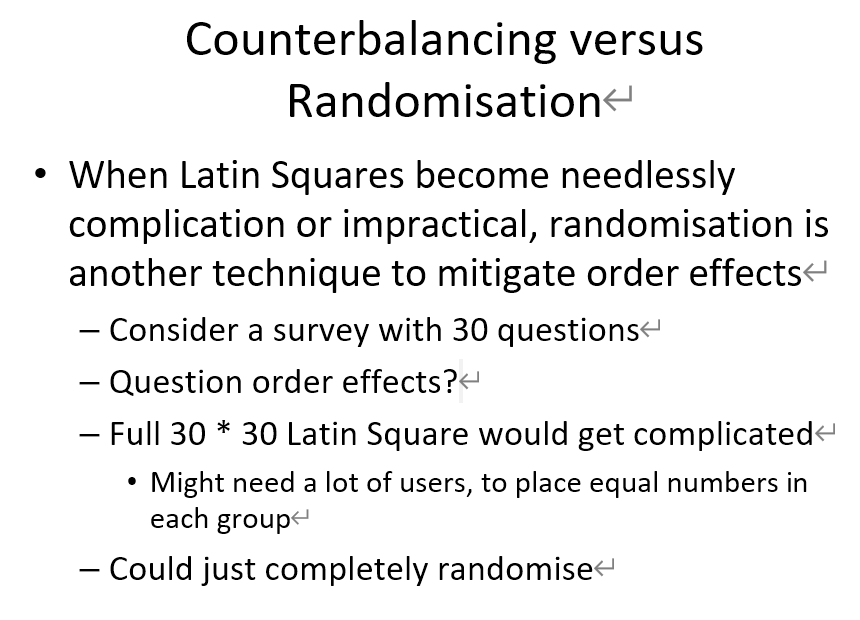 Counterbalancing versus
Randomisation↵
• When Latin Squares become needlessly
complication or impractical, randomisation is
another technique to mitigate order effects↵
– Consider a survey with 30 questions↵
– Question order effects?↵
– Full 30 * 30 Latin Square would get complicated↵
• Might need a lot of users, to place equal numbers in
each group↵
– Could just completely randomise↵